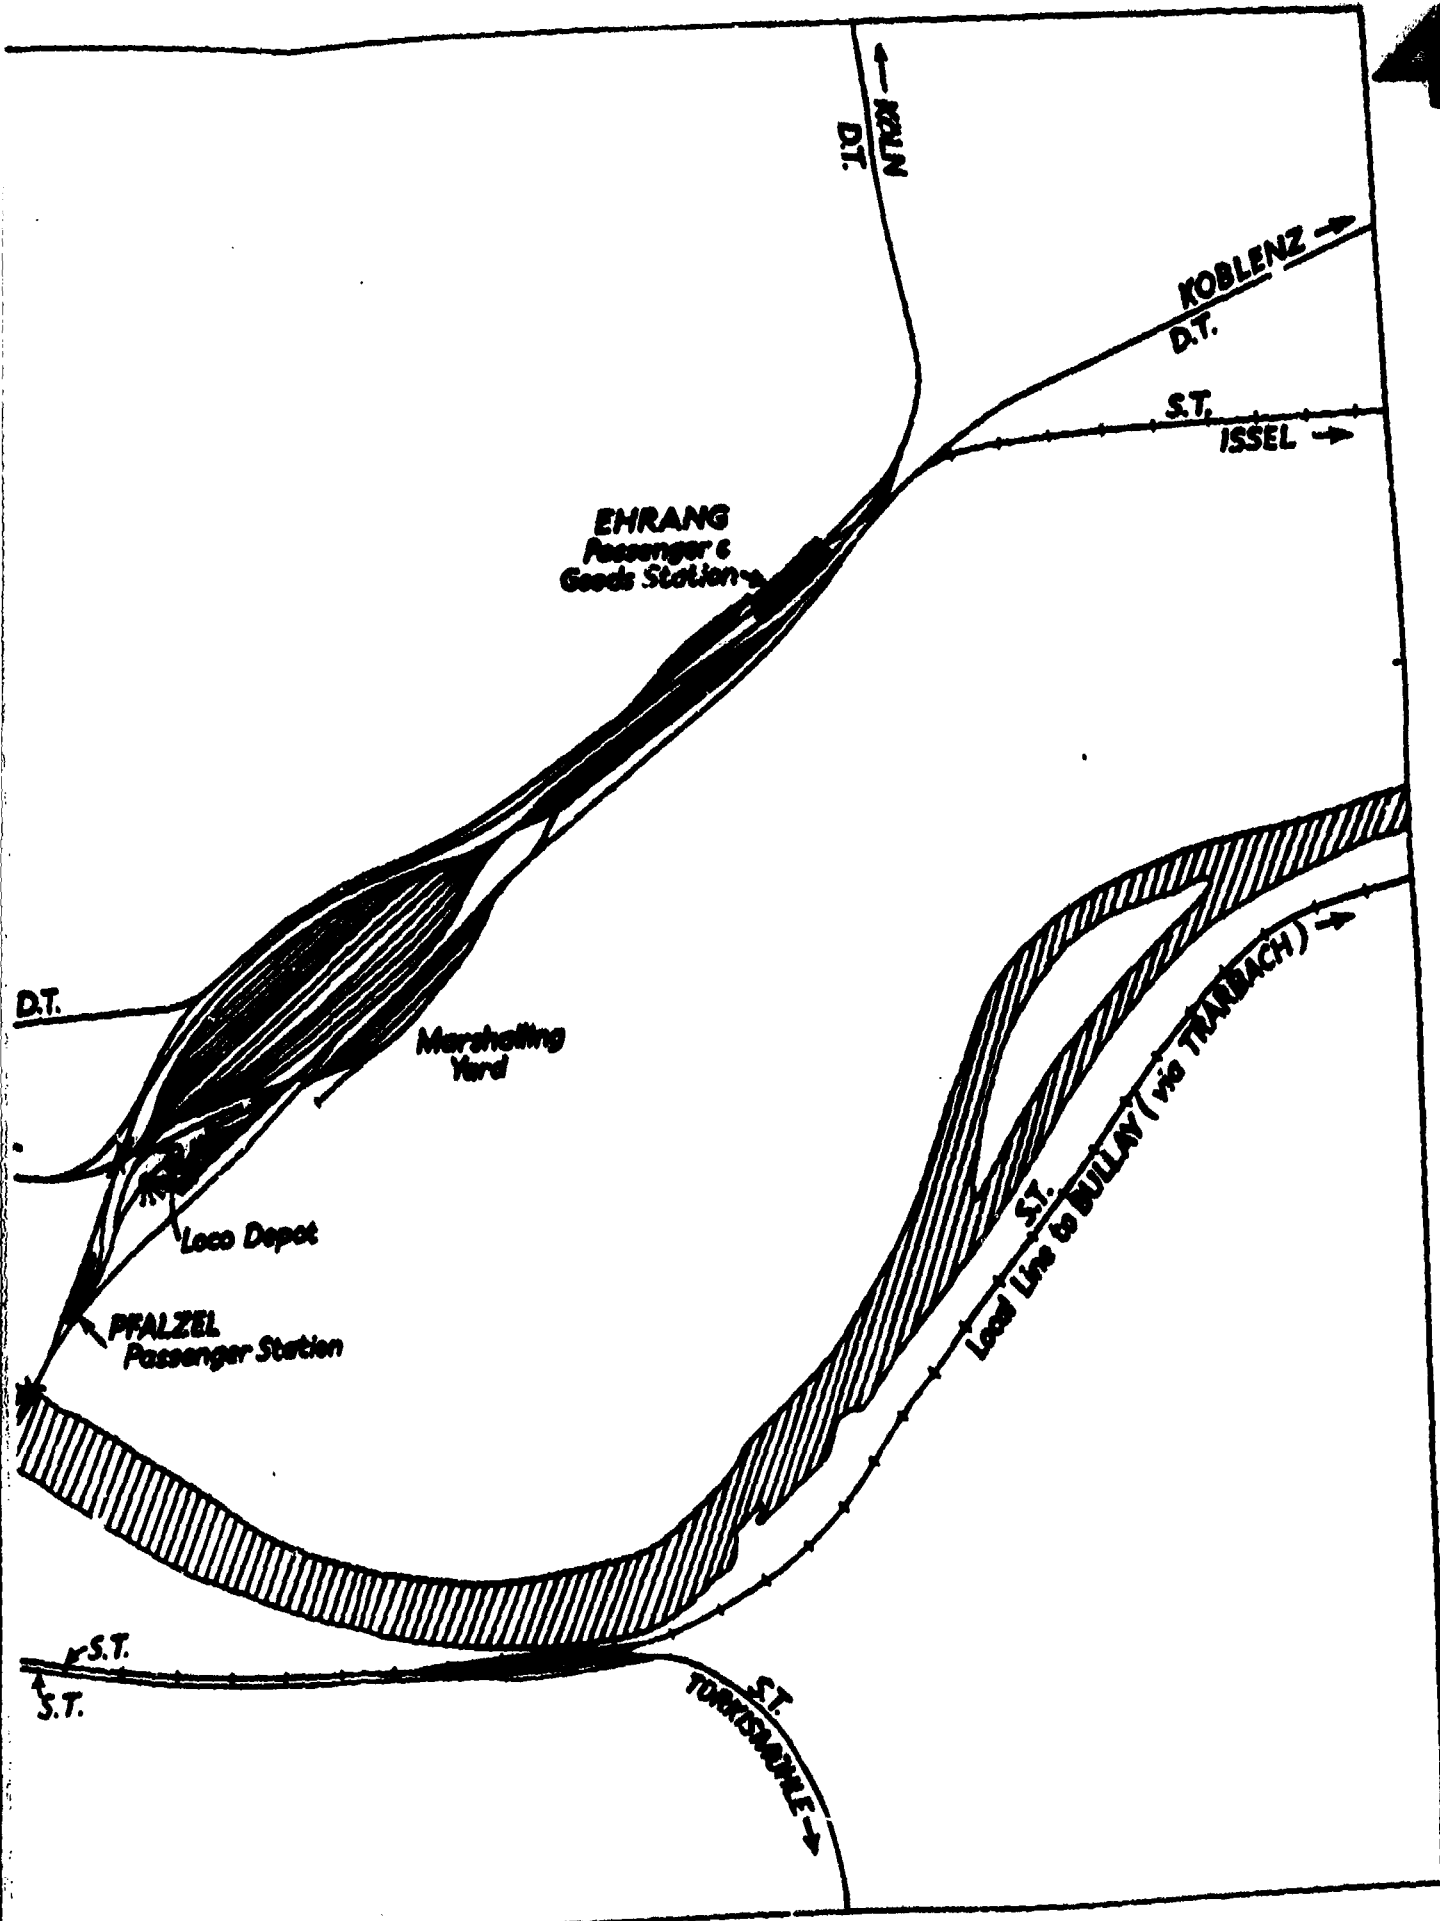 KÖLN
D.T.
KOBLENZ
D.T.
S.T.
ISSEL
EHRANG
Passenger &
Goods Station
D.T.
Marshalling
Yard
Loco Depot
PFALZEL
Passenger Station
S.T.
Local Line to BULLAY (via TRARBACH)
S.T.
S.T.
S.T.
TÜRKISMÜHLE